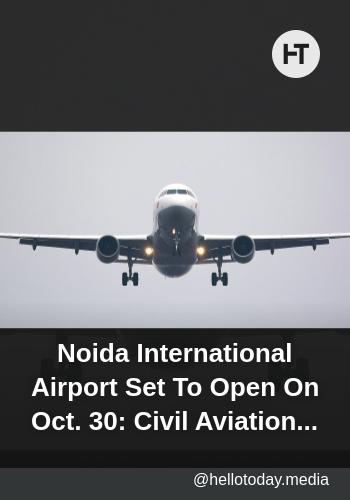 HT
Noida International
Airport Set To Open On
Oct. 30: Civil Aviation...
@hellotoday.media